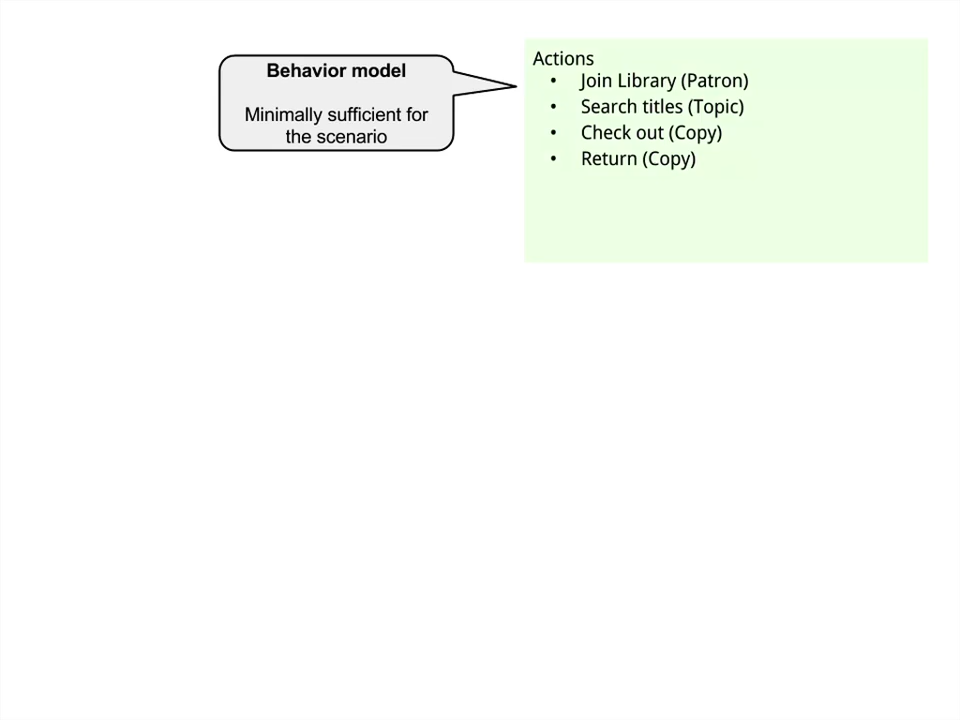 Behavior model
Minimally sufficient for
the scenario
Actions
• Join Library (Patron)
• Search titles (Topic)
• Check out (Copy)
• Return (Copy)